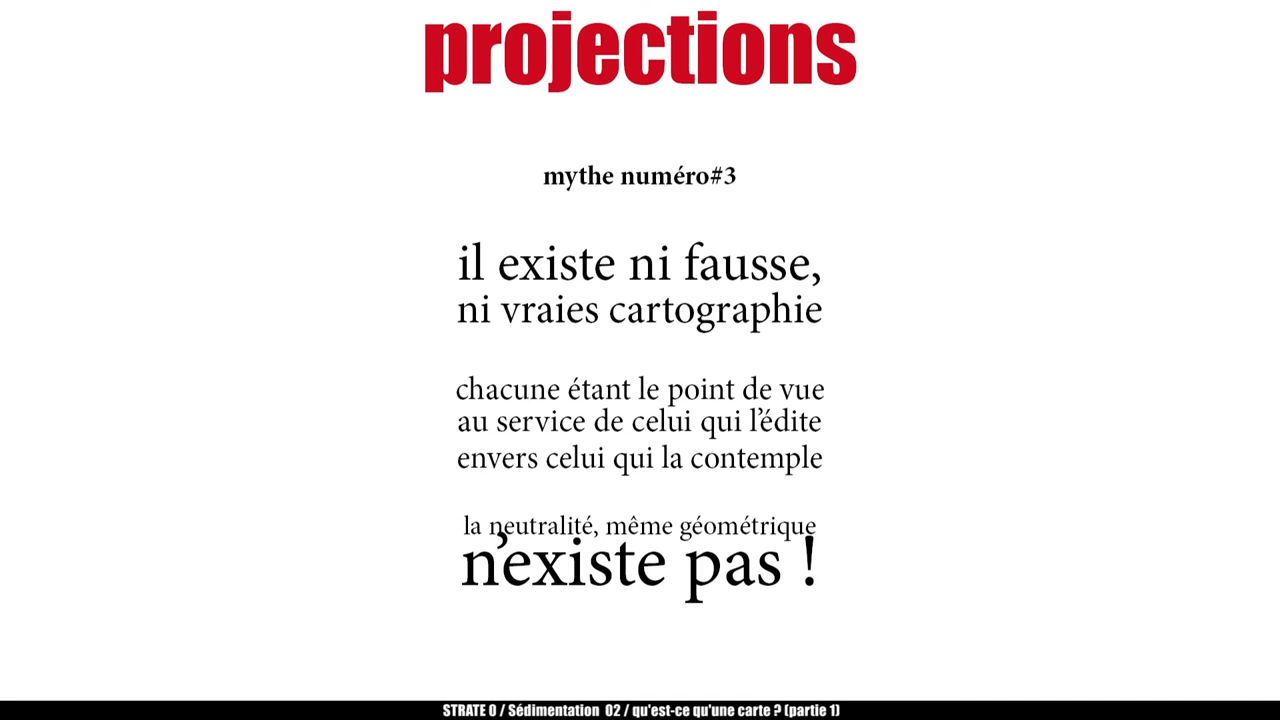 projections
mythe numéro#3
il existe ni fausse,
ni vraies cartographie
chacune étant le point de vue
au service de celui qui l’édite
envers celui qui la contemple
la neutralité, même géométrique
n’existe pas !
STRATE 0 / Sédimentation 02 / qu'est-ce qu'une carte ? (partie 1)